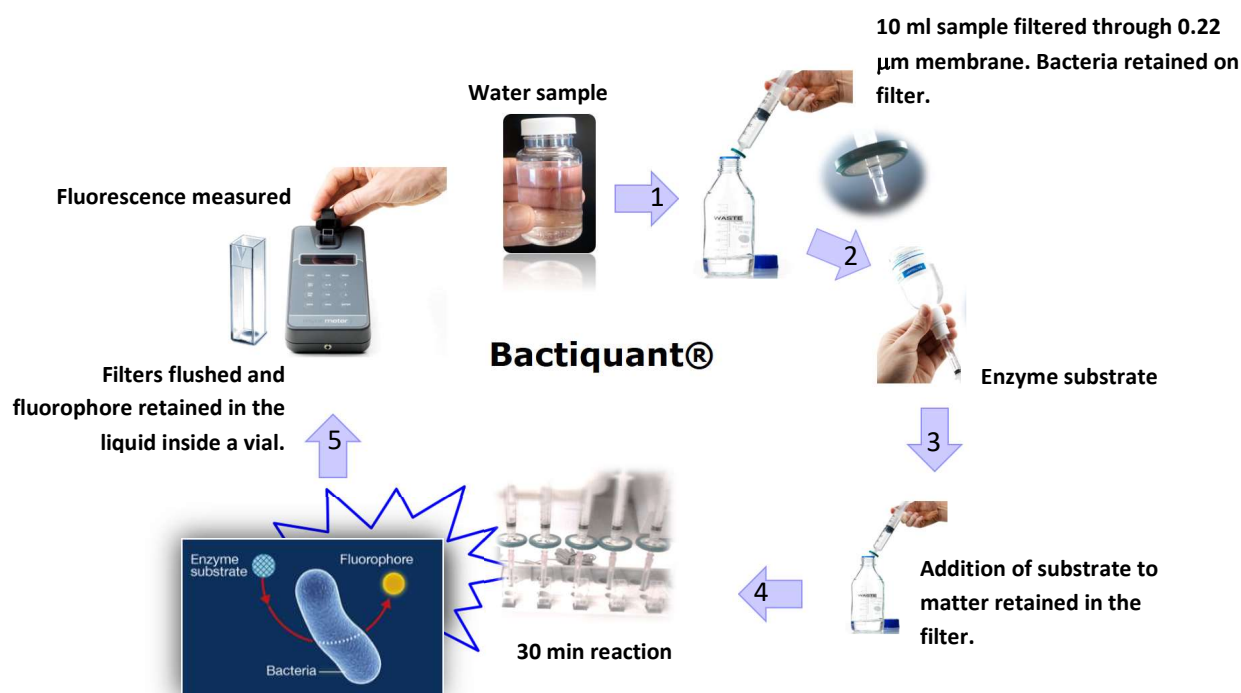 10 ml sample filtered through 0.22
µm membrane. Bacteria retained on
filter.
Water sample
1
WASTE
2
Fluorescence measured
meter
Bactiquant®
Enzyme substrate
Filters flushed and
fluorophore retained in the
liquid inside a vial.
3
5
Enzyme
substrate
Fluorophore
Bacteria
30 min reaction
4
WASTE
Addition of substrate to
matter retained in the
filter.